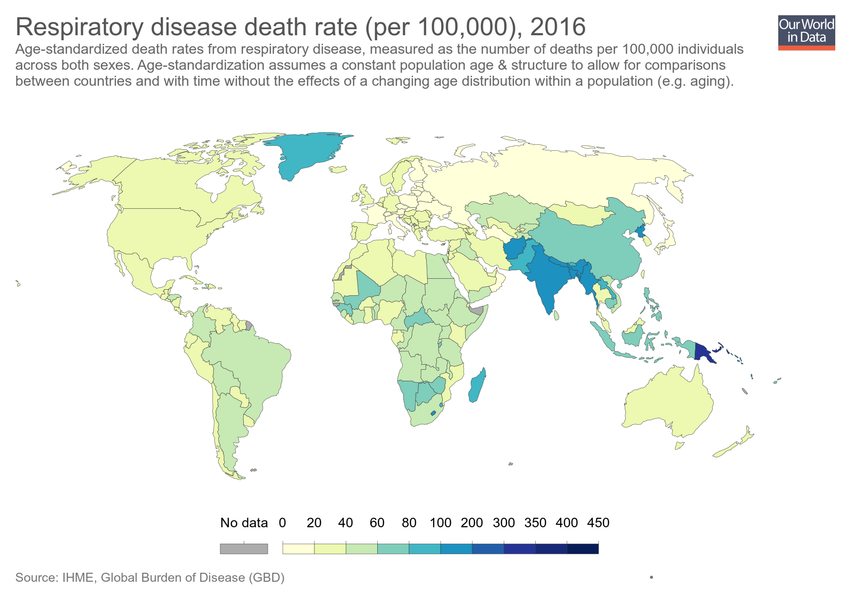 Respiratory disease death rate (per 100,000), 2016
Our World
in Data
Age-standardized death rates from respiratory disease, measured as the number of deaths per 100,000 individuals
across both sexes. Age-standardization assumes a constant population age & structure to allow for comparisons
between countries and with time without the effects of a changing age distribution within a population (e.g. aging).
No data 0 20 40 60 80 100 200 300 350 400 450
Source: IHME, Global Burden of Disease (GBD)